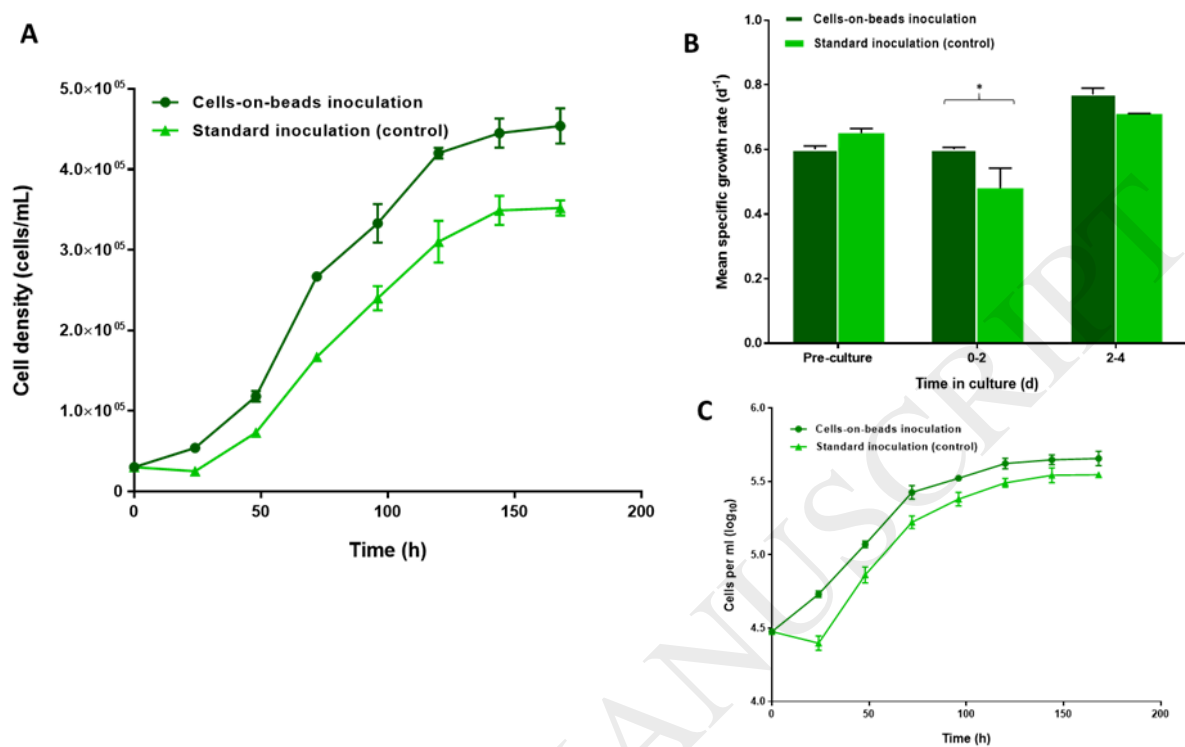 A
Cells-on-beads inoculation
Standard inoculation (control)
5.0×10 05
4.0×10 05
3.0×10 05
2.0×10 05
1.0×10 05
0
0
50
100
150
200
Cell density (cells/mL)
Time (h)
B
Cells-on-beads inoculation
Standard inoculation (control)
1.0
0.8
0.6
0.4
0.2
0.0
*
Pre-culture
0-2
2-4
Mean specific growth rate (d⁻¹)
Time in culture (d)
C
Cells-on-beads inoculation
Standard inoculation (control)
6.0
5.5
5.0
4.5
4.0
0
50
100
150
200
Cells per ml (log₁₀)
Time (h)
ANUSCRIPT